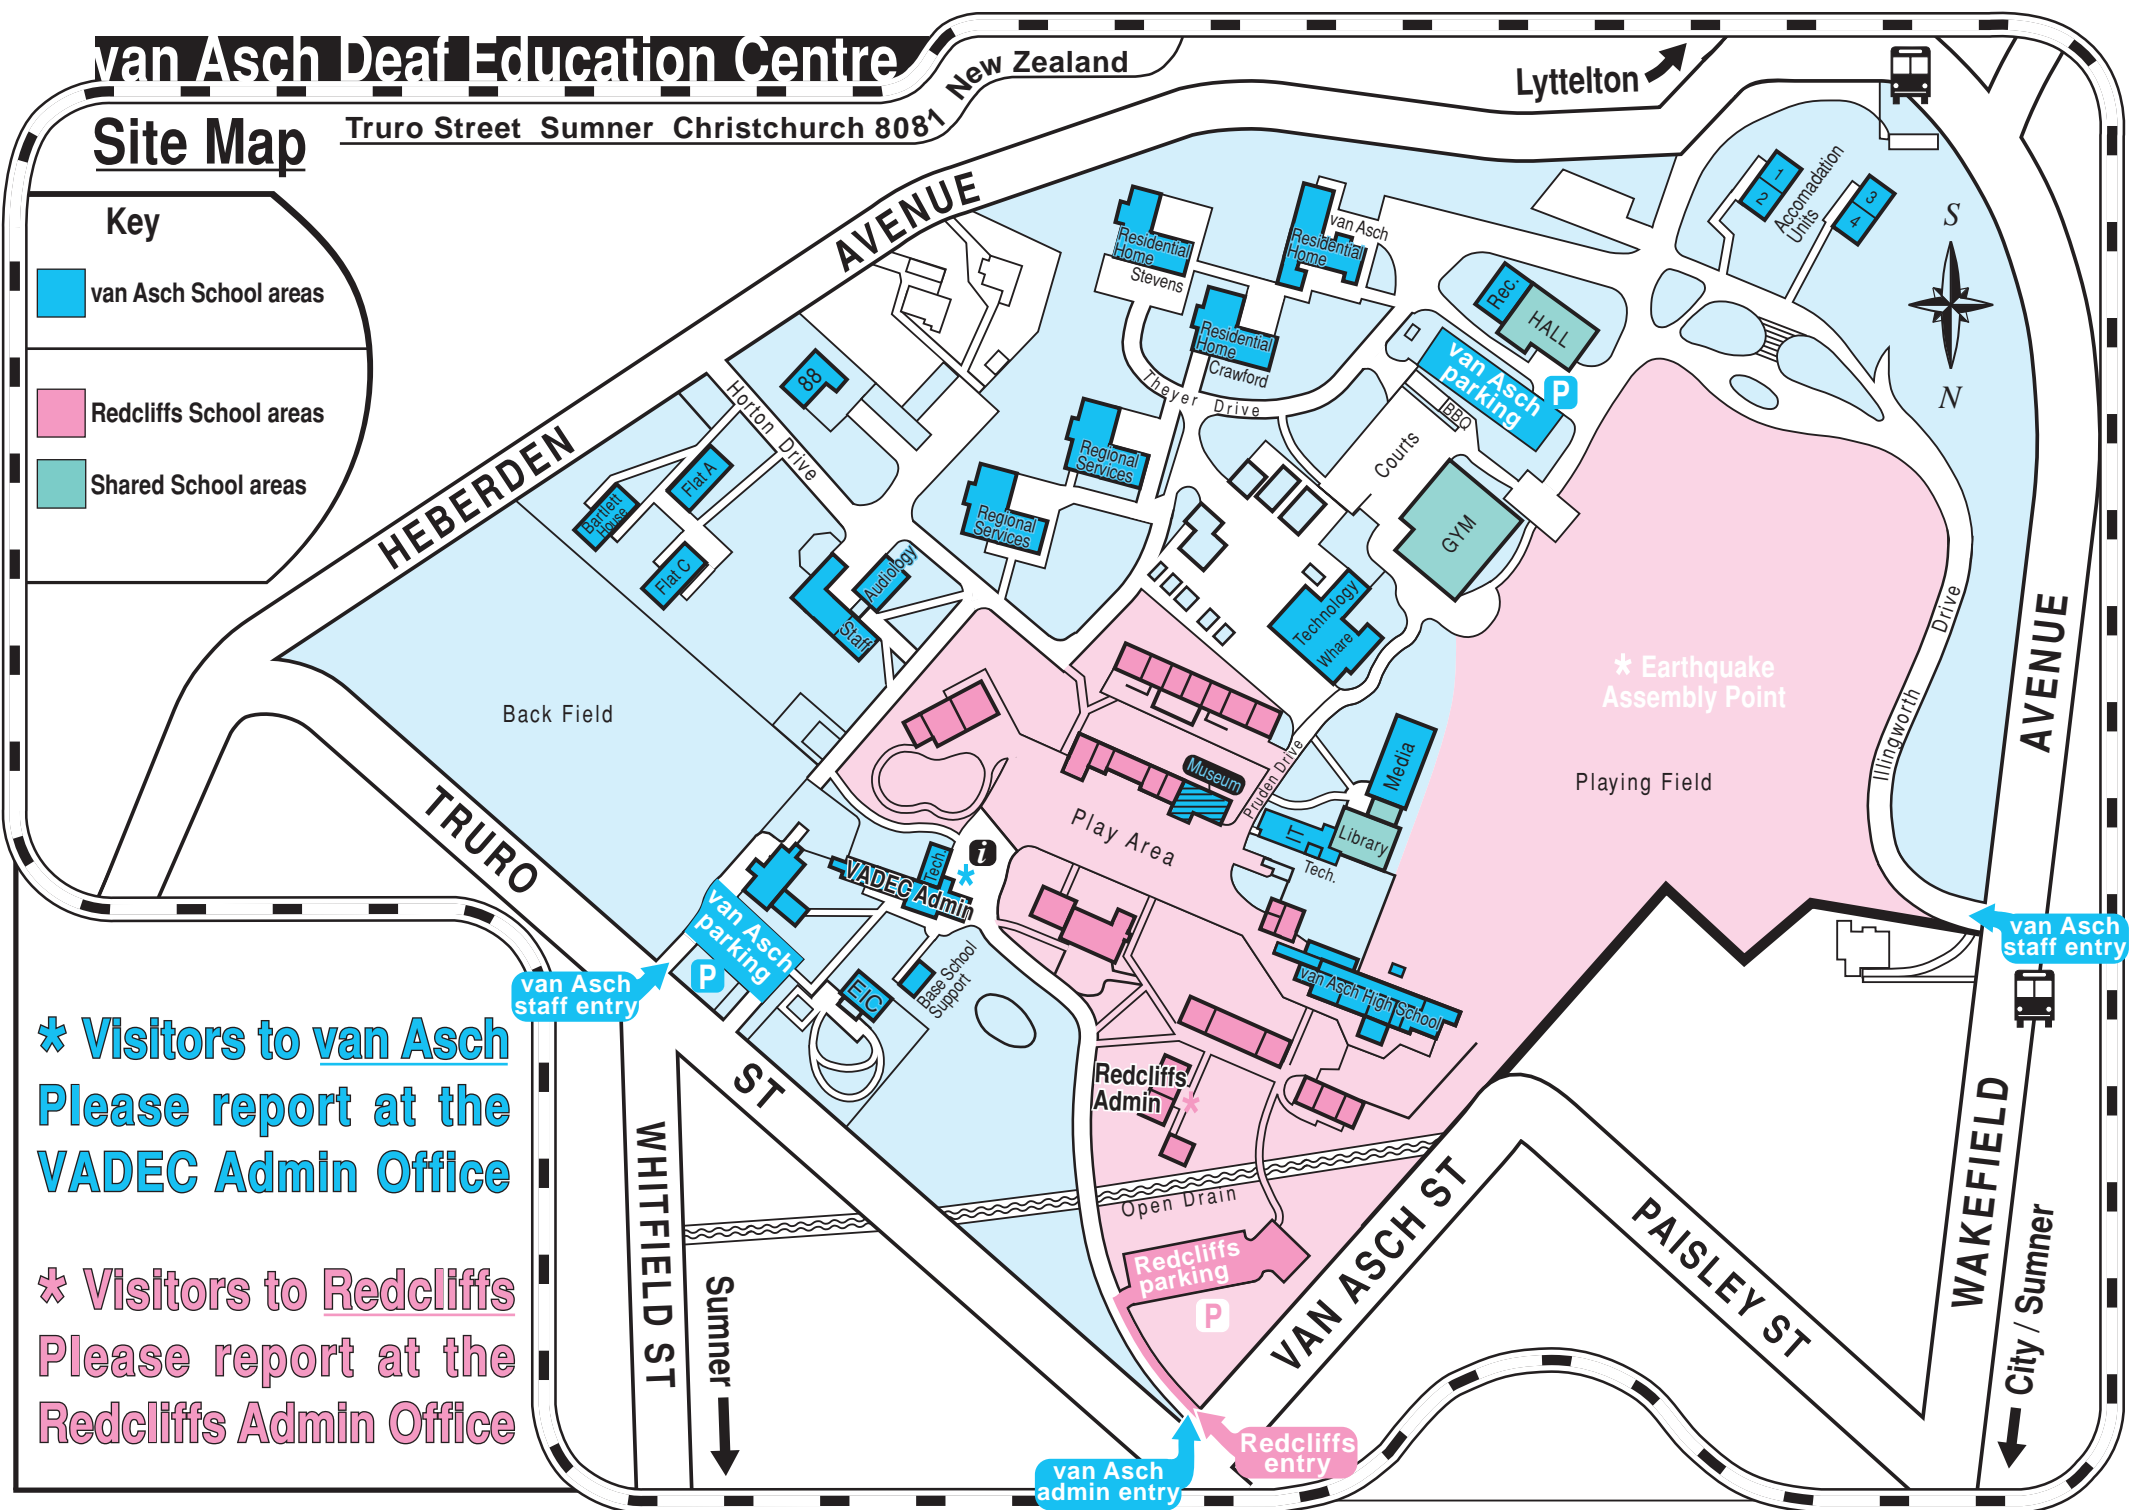 van Asch Deaf Education Centre
New Zealand
Site Map
Truro Street Sumner Christchurch 8081
Key
van Asch School areas
Redcliffs School areas
Shared School areas
Lyttelton
HEBERDEN
AVENUE
1
2
3
4
Accomadation
Units
S
N
Residential
Home
Stevens
van Asch
Residential
Home
Residential
Home
Crawford
Rec.
HALL
van Asch
parking
P
BBQ
Courts
GYM
Theyer Drive
Horton Drive
88
Flat A
Bartlett
House
Flat C
Regional
Services
Regional
Services
Audiology
Staff
Technology
Whare
Back Field
* Earthquake
Assembly Point
Playing Field
Illingworth
Drive
AVENUE
WAKEFIELD
Museum
Pruden Drive
Play Area
Media
IT
Library
Tech.
VADEC Admin
Tech.
i
*
van Asch
parking
P
EIC
Base School
Support
van Asch High School
van Asch
staff entry
van Asch
staff entry
TRURO
ST
WHITFIELD ST
Sumner
Redcliffs
Admin
*
Open Drain
Redcliffs
parking
P
VAN ASCH ST
PAISLEY ST
City / Sumner
Redcliffs
entry
van Asch
admin entry
* Visitors to van Asch
Please report at the
VADEC Admin Office
* Visitors to Redcliffs
Please report at the
Redcliffs Admin Office